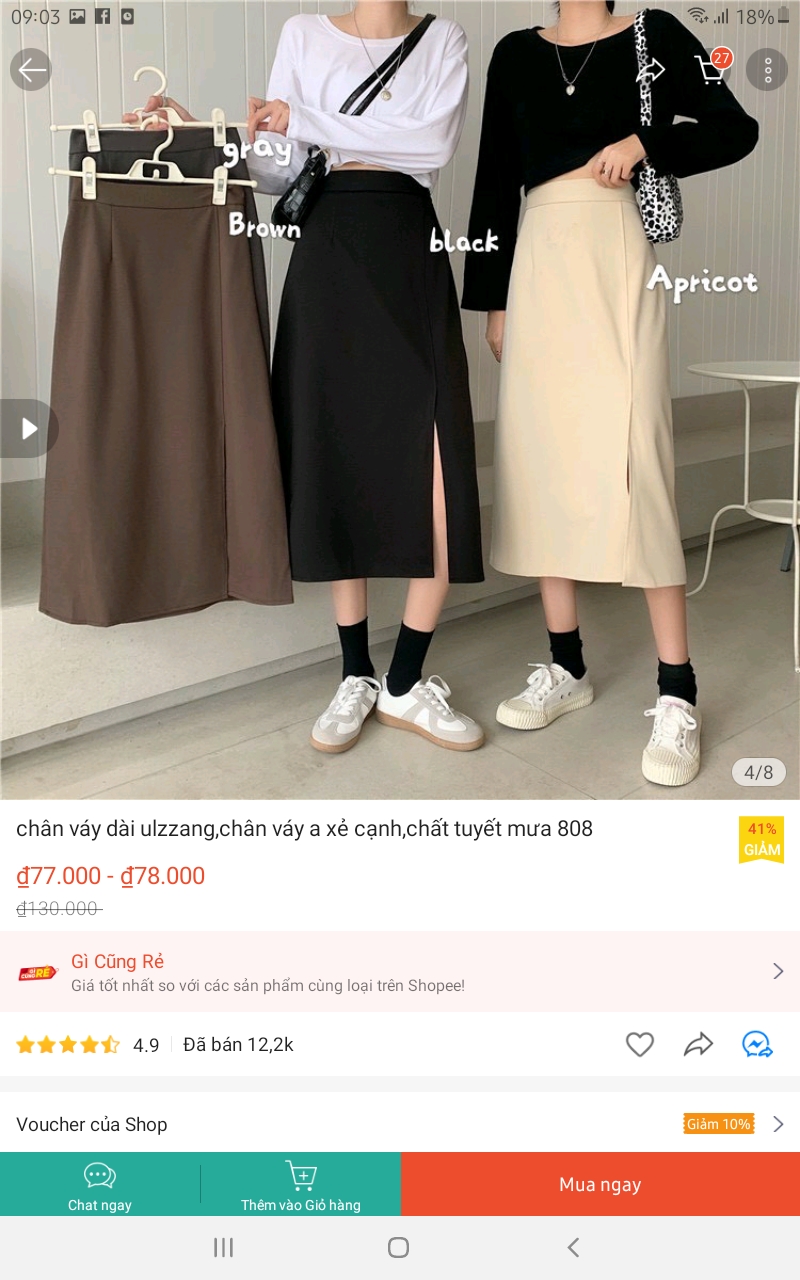 09:03
18%
27
gray
Brown
black
Apricot
4/8
chân váy dài ulzzang,chân váy a xẻ cạnh,chất tuyết mưa 808
41%
GIẢM
₫77.000 - ₫78.000
₫130.000
GÌ CŨNG RẺ
Gì Cũng Rẻ
Giá tốt nhất so với các sản phẩm cùng loại trên Shopee!
4.9
Đã bán 12,2k
Voucher của Shop
Giảm 10%
Chat ngay
Thêm vào Giỏ hàng
Mua ngay